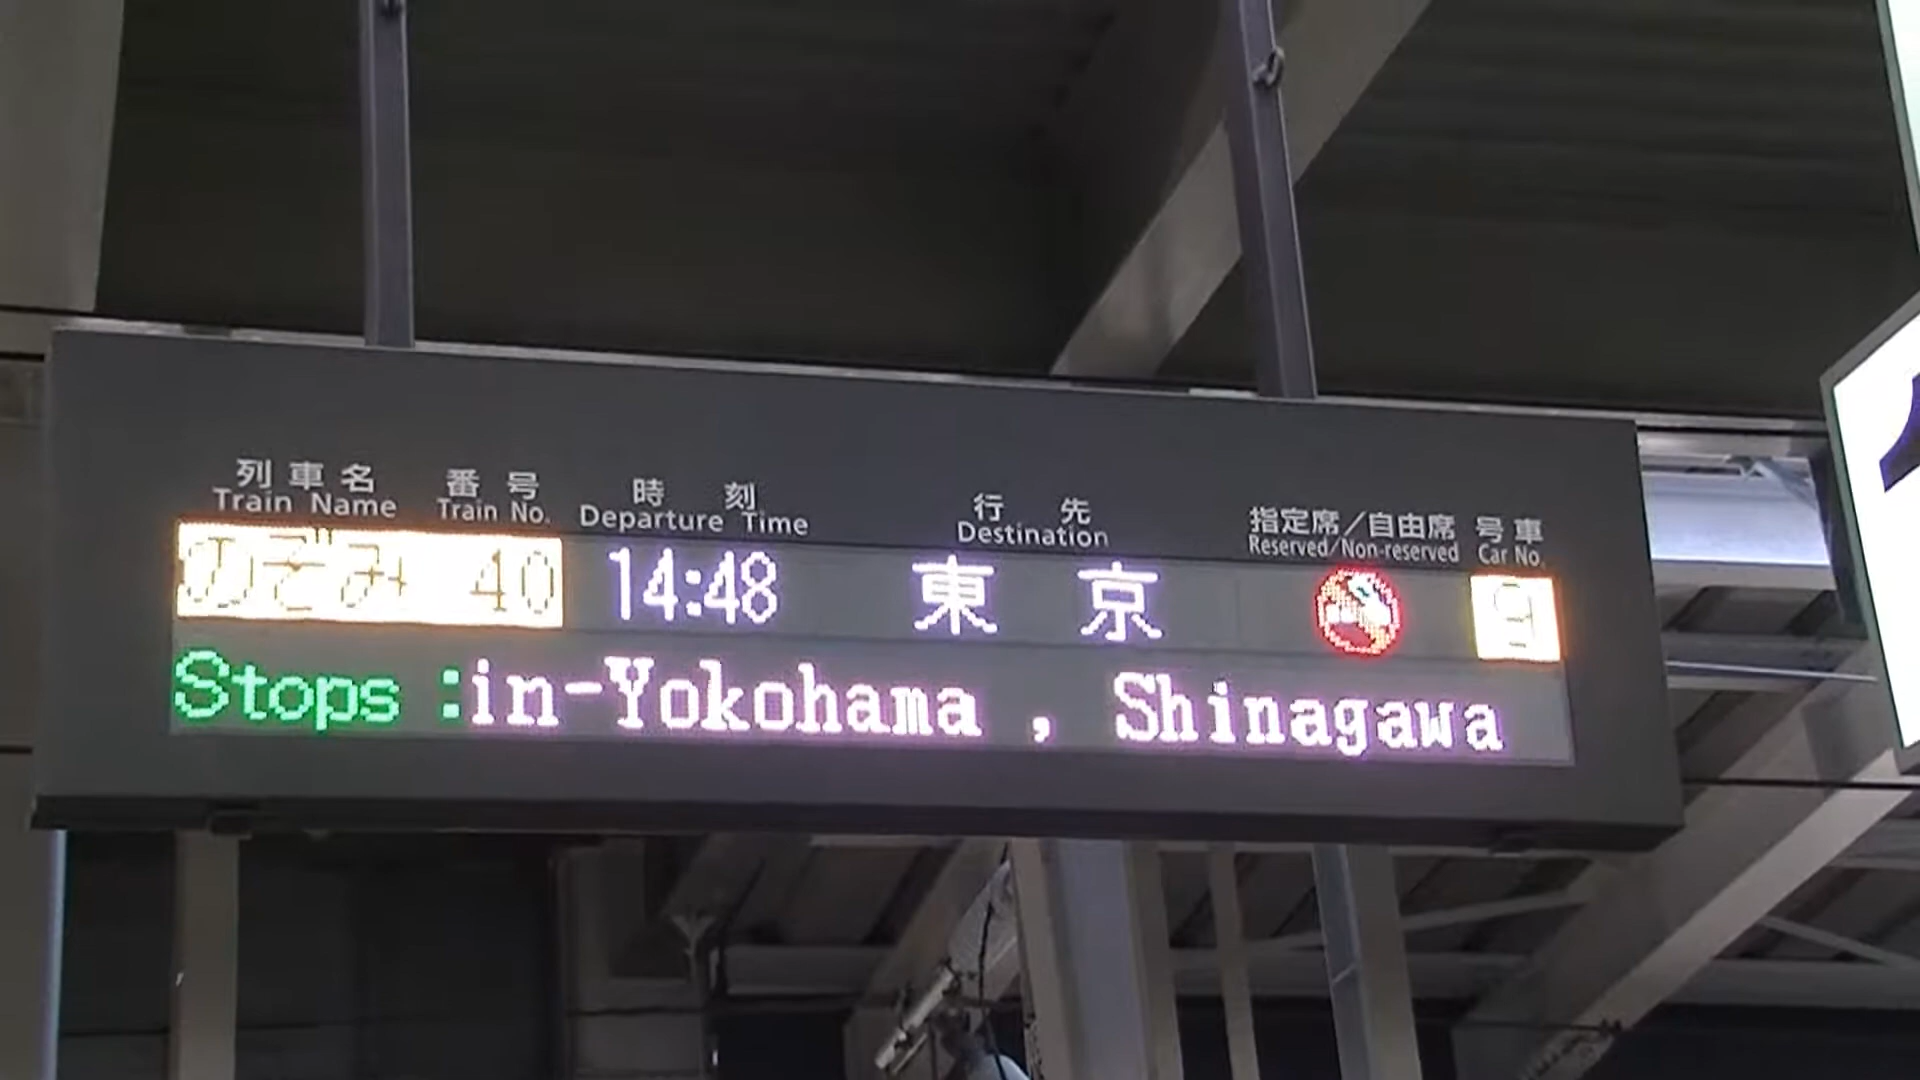 列車名 番号 時刻 行先 指定席/自由席 号車
Train Name Train No. Departure Time Destination Reserved/Non-reserved Car No.
のぞみ 40 14:48 東京 9
Stops :in-Yokohama , Shinagawa